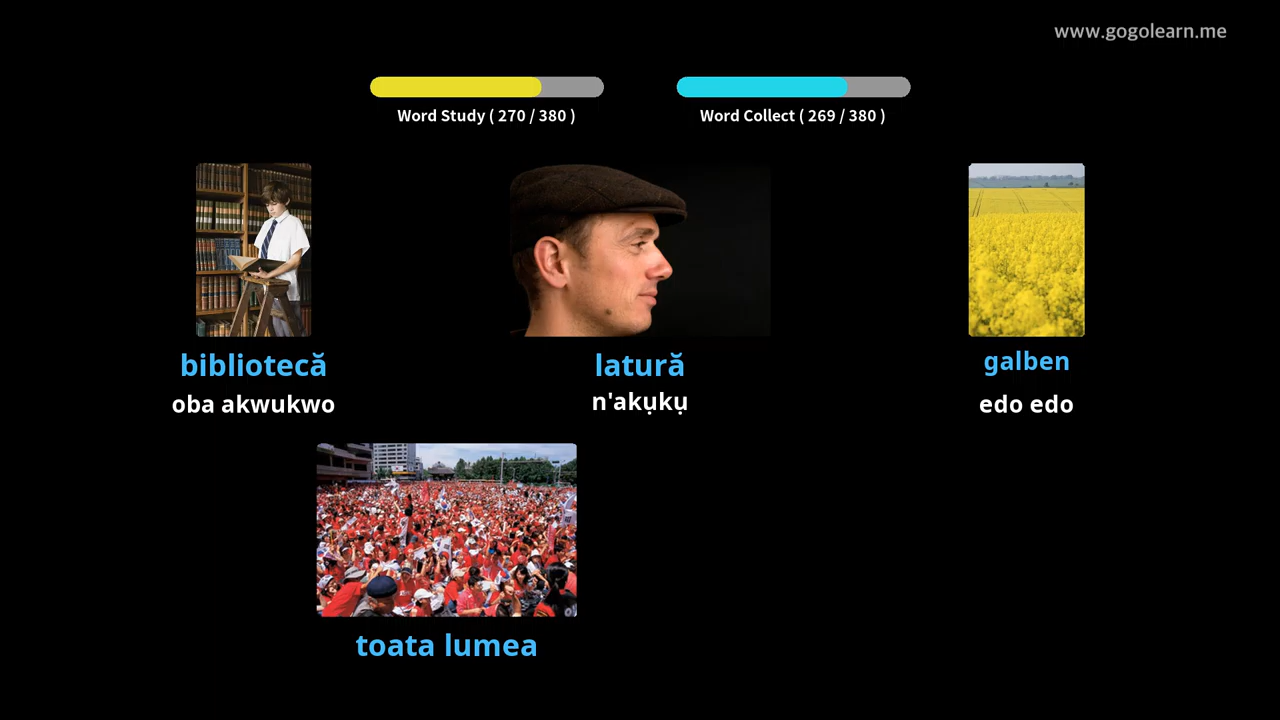 www.gogolearn.me
Word Study ( 270 / 380 )
Word Collect ( 269 / 380 )
bibliotecă
latură
galben
oba akwukwo
n'akụkụ
edo edo
toata lumea